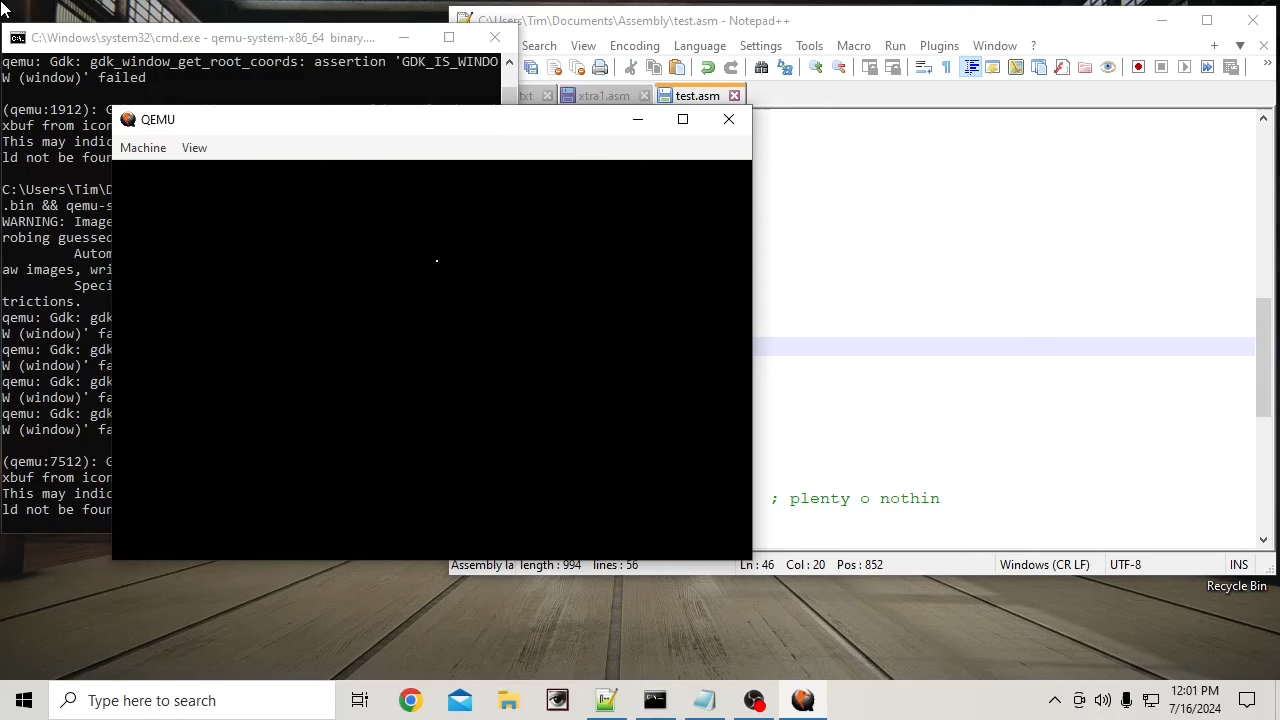 C:\Windows\system32\cmd.exe - qemu-system-x86_64 binary....
qemu: Gdk: gdk_window_get_root_coords: assertion 'GDK_IS_WINDO
W (window)' failed
(qemu:1912): G
xbuf from icon
This may indic
ld not be foun
C:\Users\Tim\D
.bin && qemu-s
WARNING: Image
robing guessed
Autom
aw images, wri
Speci
trictions.
qemu: Gdk: gdk
W (window)' fa
qemu: Gdk: gdk
W (window)' fa
qemu: Gdk: gdk
W (window)' fa
qemu: Gdk: gdk
W (window)' fa
(qemu:7512): G
xbuf from icon
This may indic
ld not be foun
C:\Users\Tim\Documents\Assembly\test.asm - Notepad++
Search View Encoding Language Settings Tools Macro Run Plugins Window ?
txt xtra1.asm test.asm
QEMU
Machine View
; plenty o nothin
Assembly la length : 994 lines : 56 Ln : 46 Col : 20 Pos : 852 Windows (CR LF) UTF-8 INS
Recycle Bin
Type here to search
12:01 PM
7/16/2024